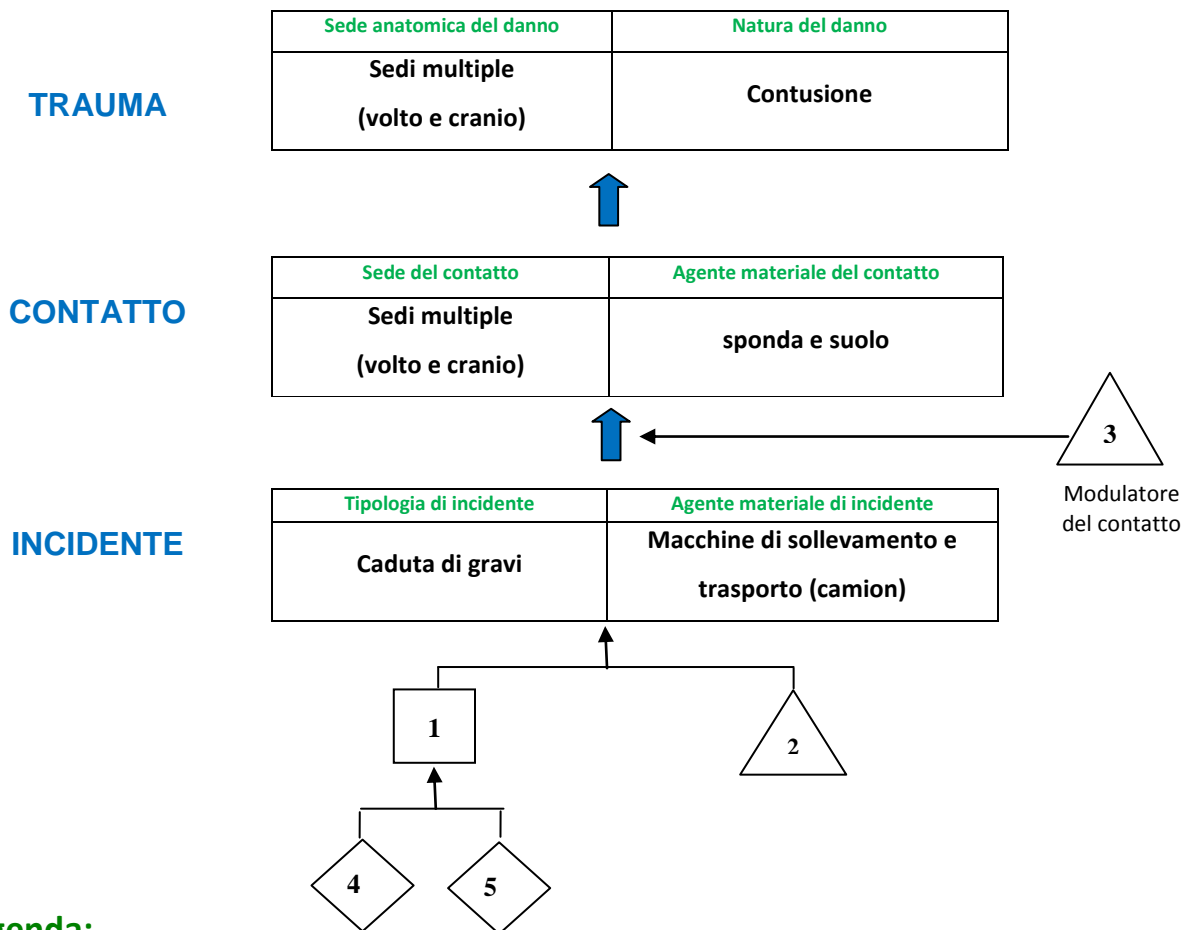 Sede anatomica del danno
Natura del danno
TRAUMA
Sedi multiple
(volto e cranio)
Contusione
Sede del contatto
Agente materiale del contatto
CONTATTO
Sedi multiple
(volto e cranio)
sponda e suolo
3
Modulatore
del contatto
Tipologia di incidente
Agente materiale di incidente
INCIDENTE
Caduta di gravi
Macchine di sollevamento e
trasporto (camion)
1
2
4
5